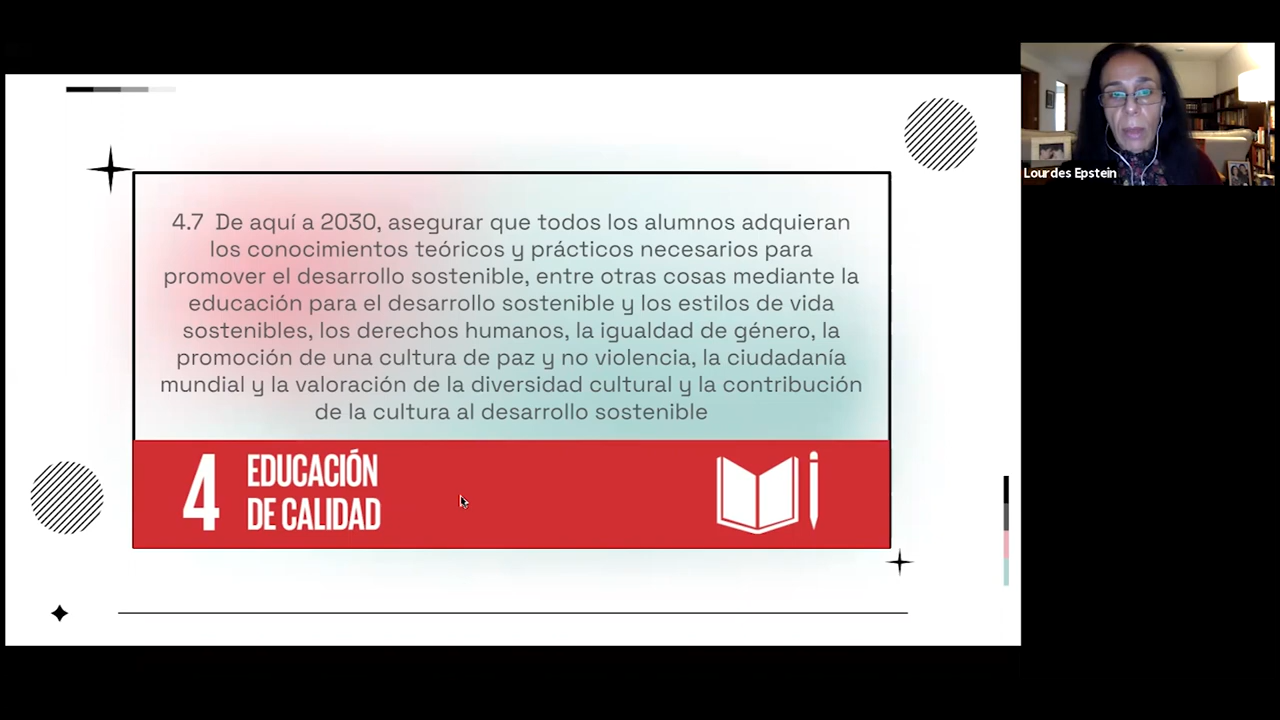 4.7 De aquí a 2030, asegurar que todos los alumnos adquieran
los conocimientos teóricos y prácticos necesarios para
promover el desarrollo sostenible, entre otras cosas mediante la
educación para el desarrollo sostenible y los estilos de vida
sostenibles, los derechos humanos, la igualdad de género, la
promoción de una cultura de paz y no violencia, la ciudadanía
mundial y la valoración de la diversidad cultural y la contribución
de la cultura al desarrollo sostenible
4 EDUCACIÓN
DE CALIDAD
Lourdes Epstein